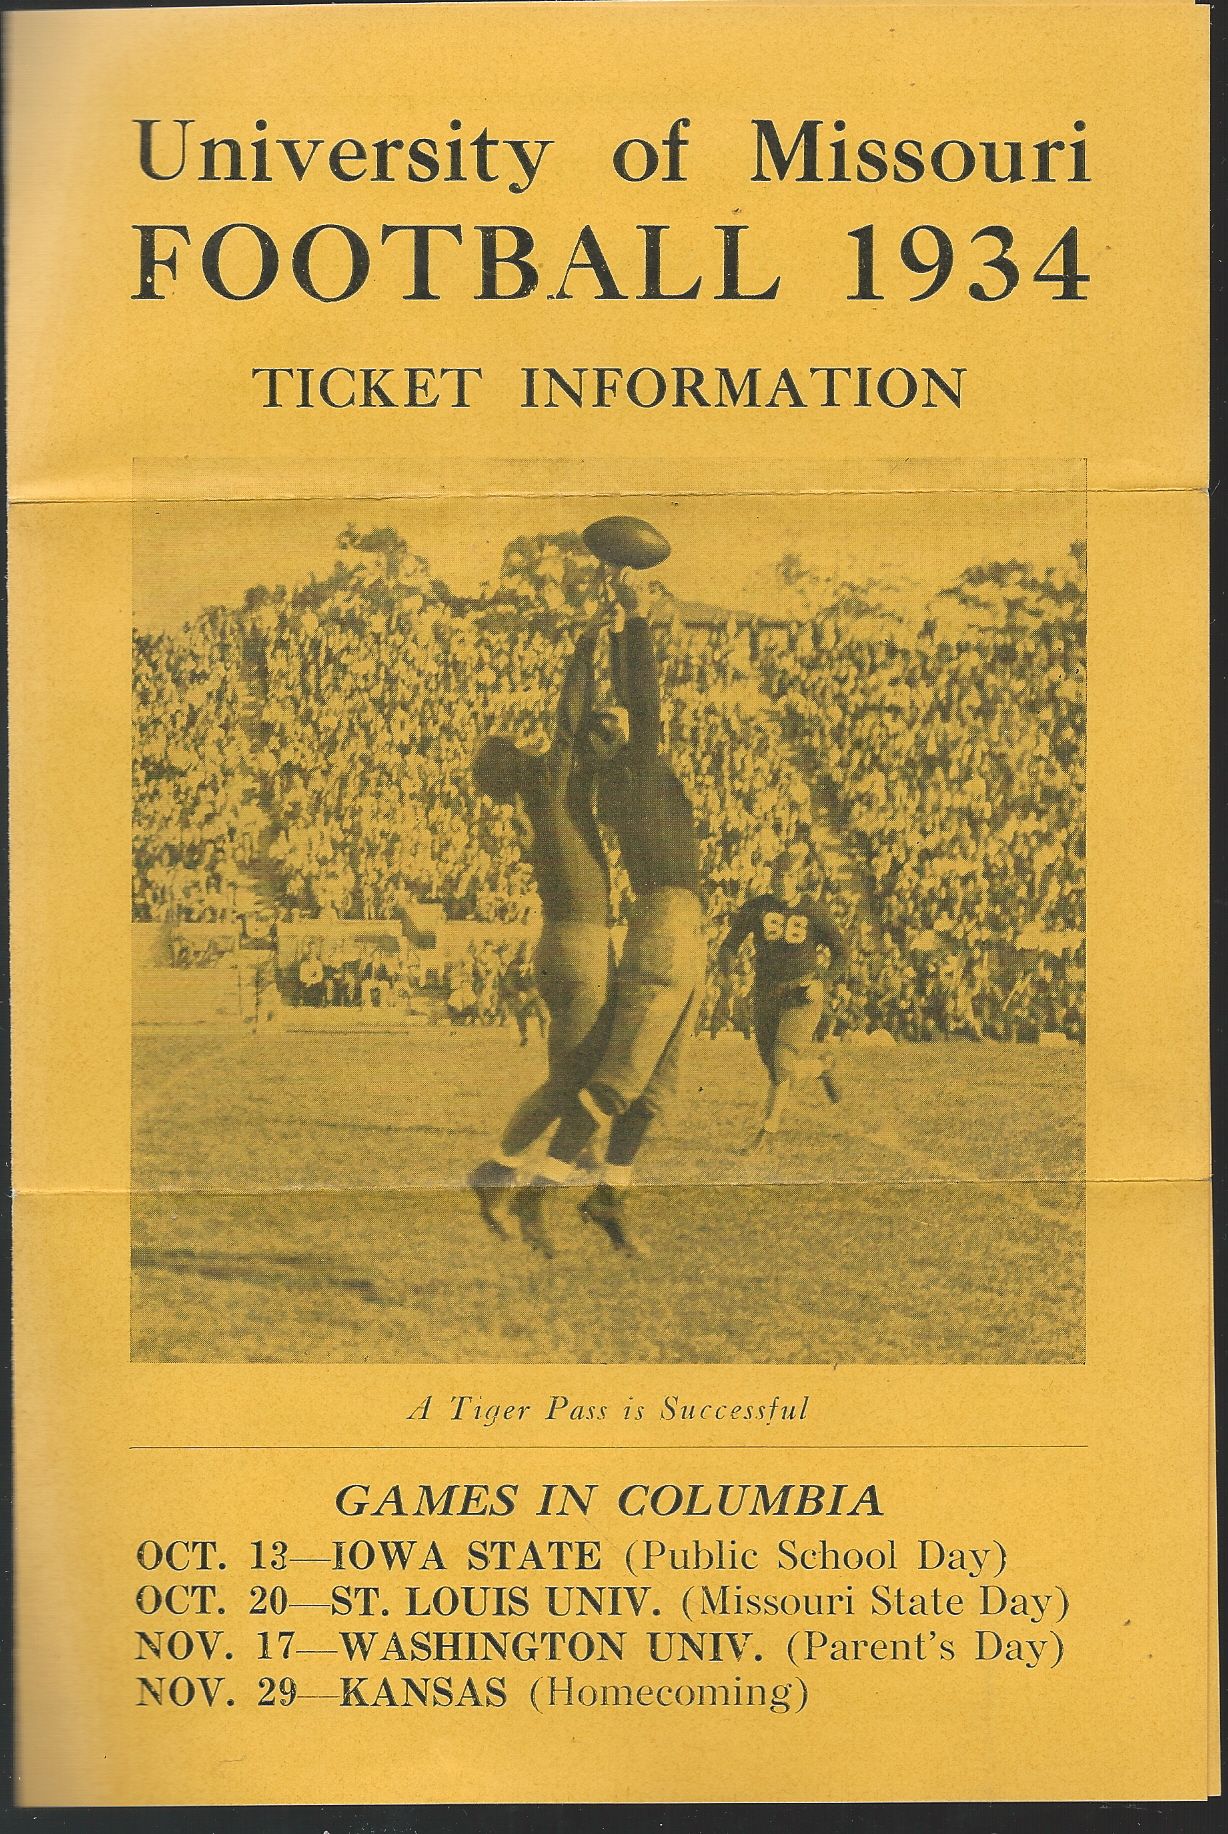 University of Missouri
FOOTBALL 1934
TICKET INFORMATION
66
A Tiger Pass is Successful
GAMES IN COLUMBIA
OCT. 13—IOWA STATE (Public School Day)
OCT. 20—ST. LOUIS UNIV. (Missouri State Day)
NOV. 17—WASHINGTON UNIV. (Parent's Day)
NOV. 29—KANSAS (Homecoming)